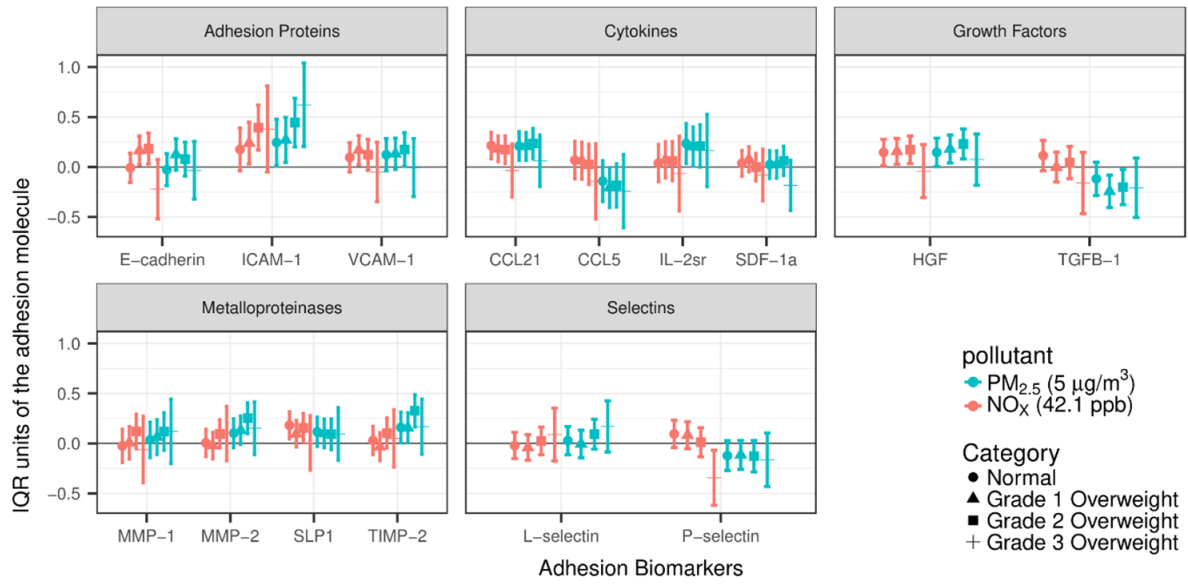 Adhesion Proteins
Cytokines
Growth Factors
1.0
0.5
0.0
−0.5
E−cadherin
ICAM−1
VCAM−1
CCL21
CCL5
IL−2sr
SDF−1a
HGF
TGFB−1
IQR units of the adhesion molecule
Metalloproteinases
Selectins
1.0
0.5
0.0
−0.5
MMP−1
MMP−2
SLP1
TIMP−2
L−selectin
P−selectin
Adhesion Biomarkers
pollutant
PM2.5 (5 μg/m³)
NOX (42.1 ppb)
Category
Normal
Grade 1 Overweight
Grade 2 Overweight
Grade 3 Overweight